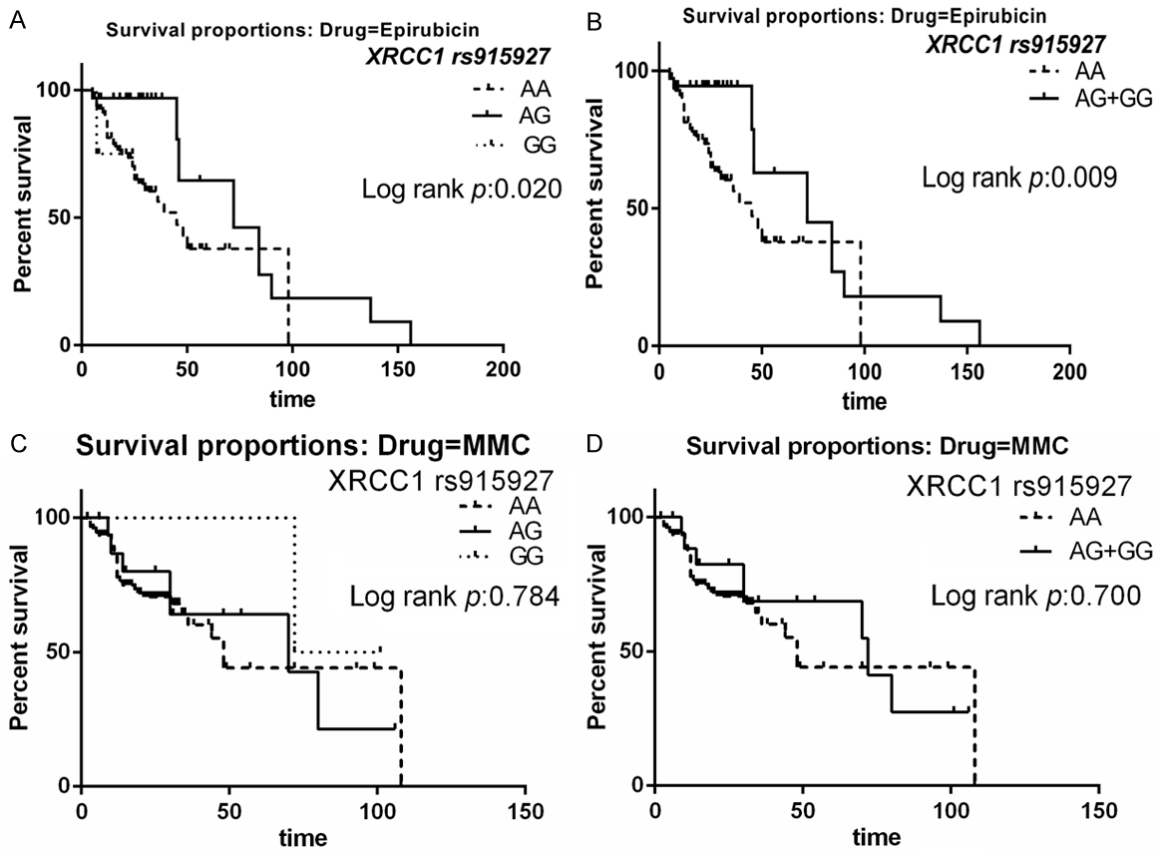 A
Survival proportions: Drug=Epirubicin
XRCC1 rs915927
AA
AG
GG
Log rank p:0.020
Percent survival
100
50
0
0 50 100 150 200
time
B
Survival proportions: Drug=Epirubicin
XRCC1 rs915927
AA
AG+GG
Log rank p:0.009
Percent survival
100
50
0
0 50 100 150 200
time
C
Survival proportions: Drug=MMC
XRCC1 rs915927
AA
AG
GG
Log rank p:0.784
Percent survival
100
50
0
0 50 100 150
time
D
Survival proportions: Drug=MMC
XRCC1 rs915927
AA
AG+GG
Log rank p:0.700
Percent survival
100
50
0
0 50 100 150
time